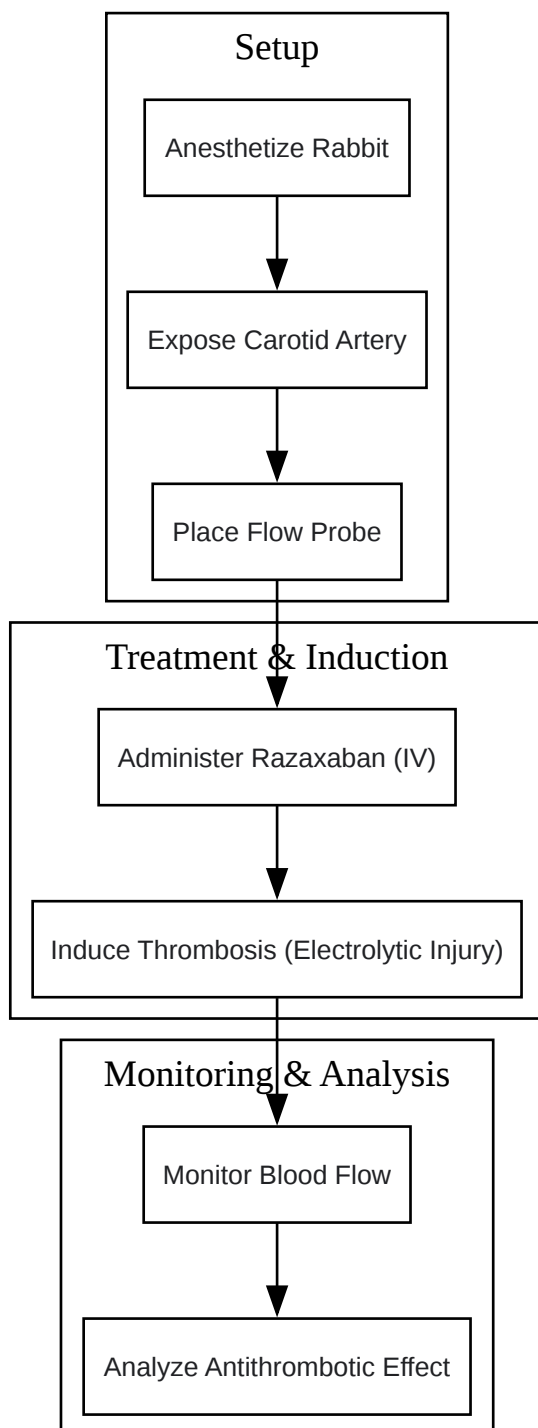 Setup
Anesthetize Rabbit
Expose Carotid Artery
Place Flow Probe
Treatment & Induction
Administer Razaxaban (IV)
Induce Thrombosis (Electrolytic Injury)
Monitoring & Analysis
Monitor Blood Flow
Analyze Antithrombotic Effect